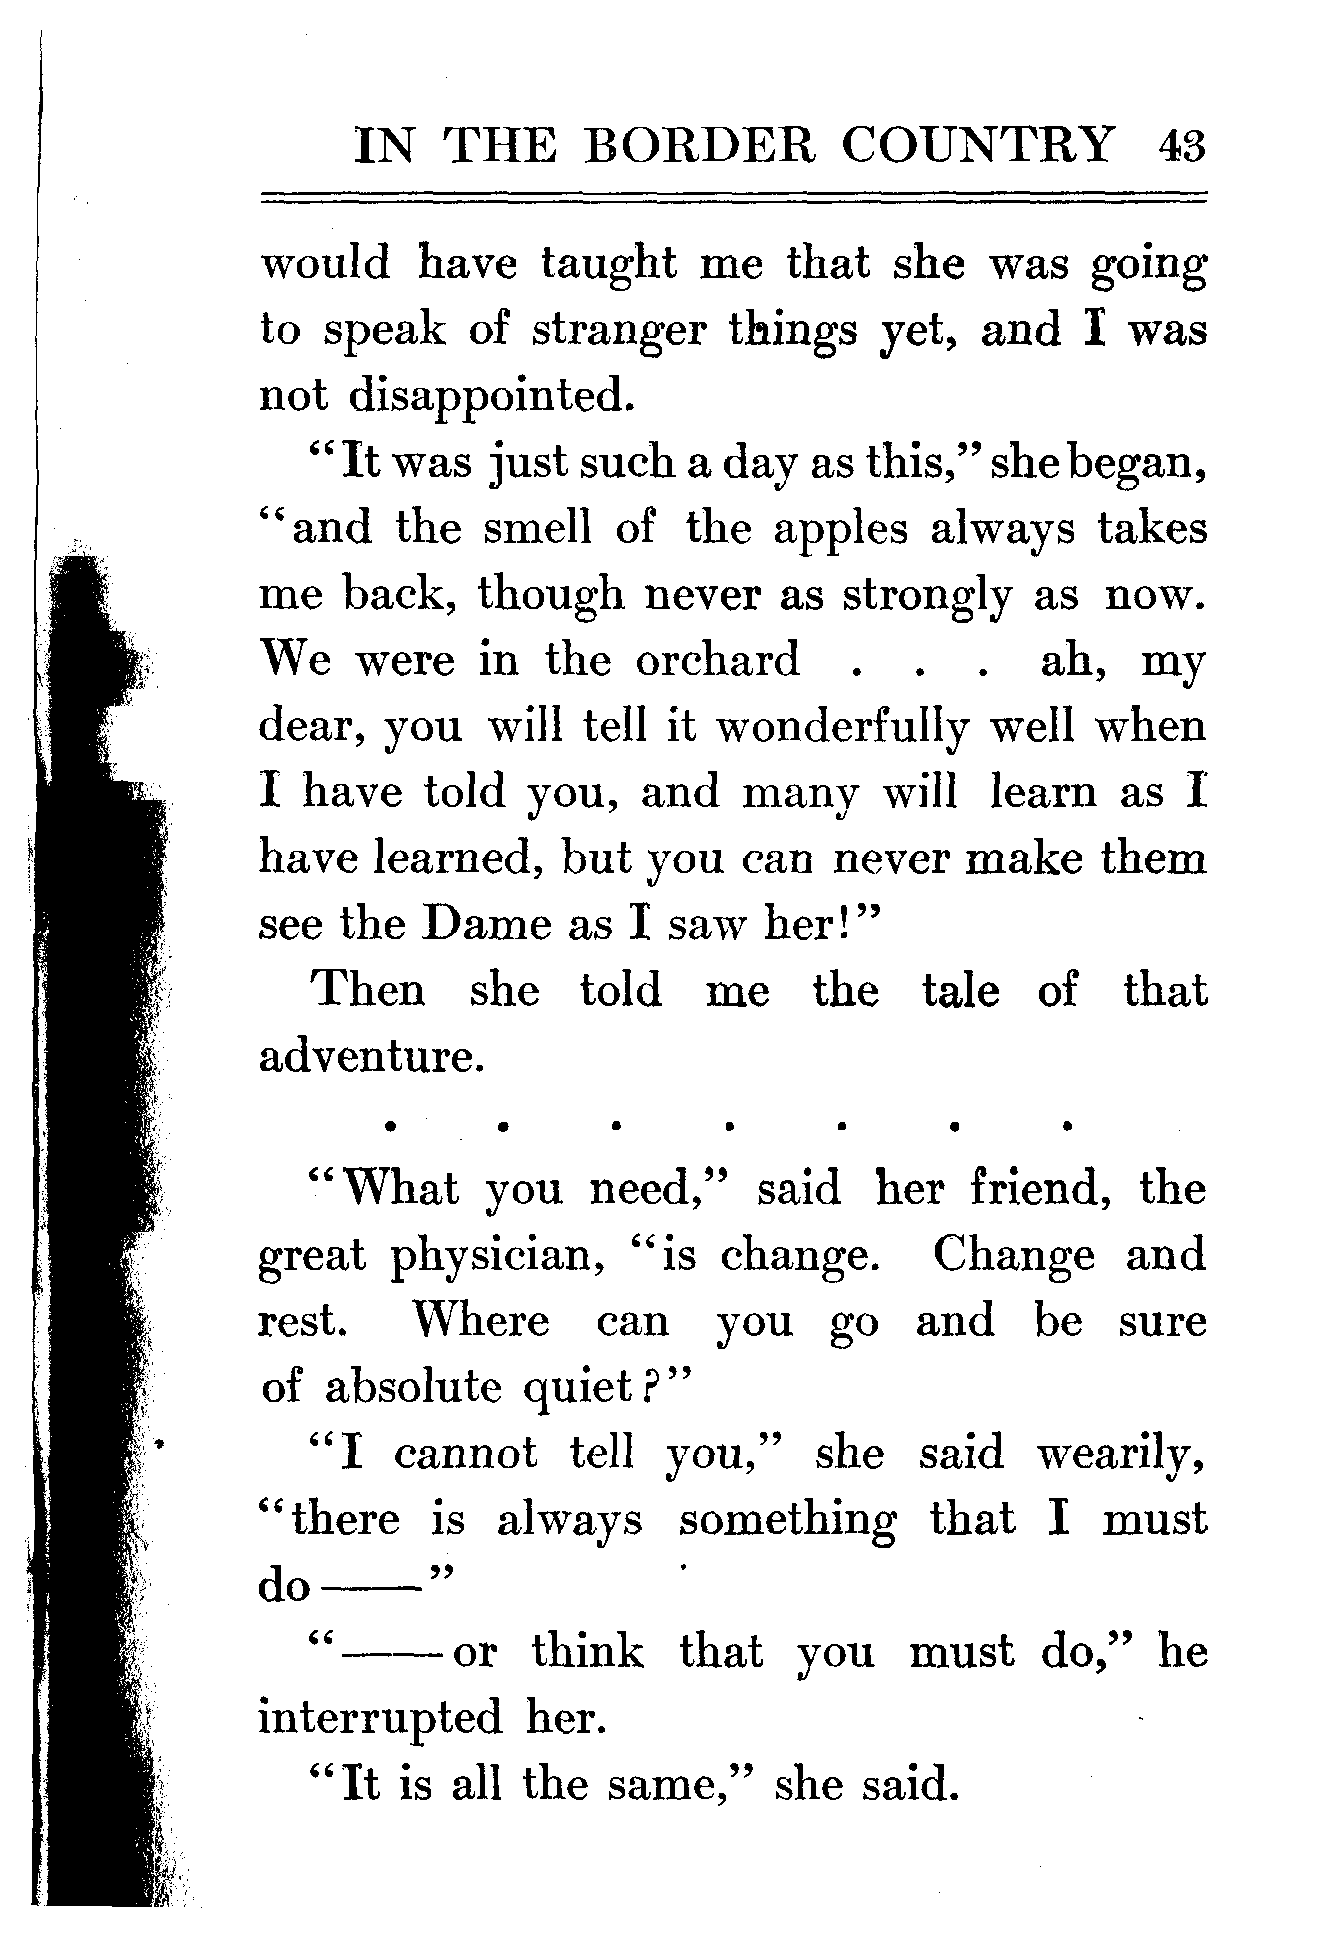 IN THE BORDER COUNTRY 43
would have taught me that she was going
to speak of stranger things yet, and I was
not disappointed.
“It was just such a day as this,” she began,
“and the smell of the apples always takes
me back, though never as strongly as now.
We were in the orchard . . . ah, my
dear, you will tell it wonderfully well when
I have told you, and many will learn as I
have learned, but you can never make them
see the Dame as I saw her!”
Then she told me the tale of that
adventure.
. . . . . . .
“What you need,” said her friend, the
great physician, “is change. Change and
rest. Where can you go and be sure
of absolute quiet?”
“I cannot tell you,” she said wearily,
“there is always something that I must
do——”
“——or think that you must do,” he
interrupted her.
“It is all the same,” she said.